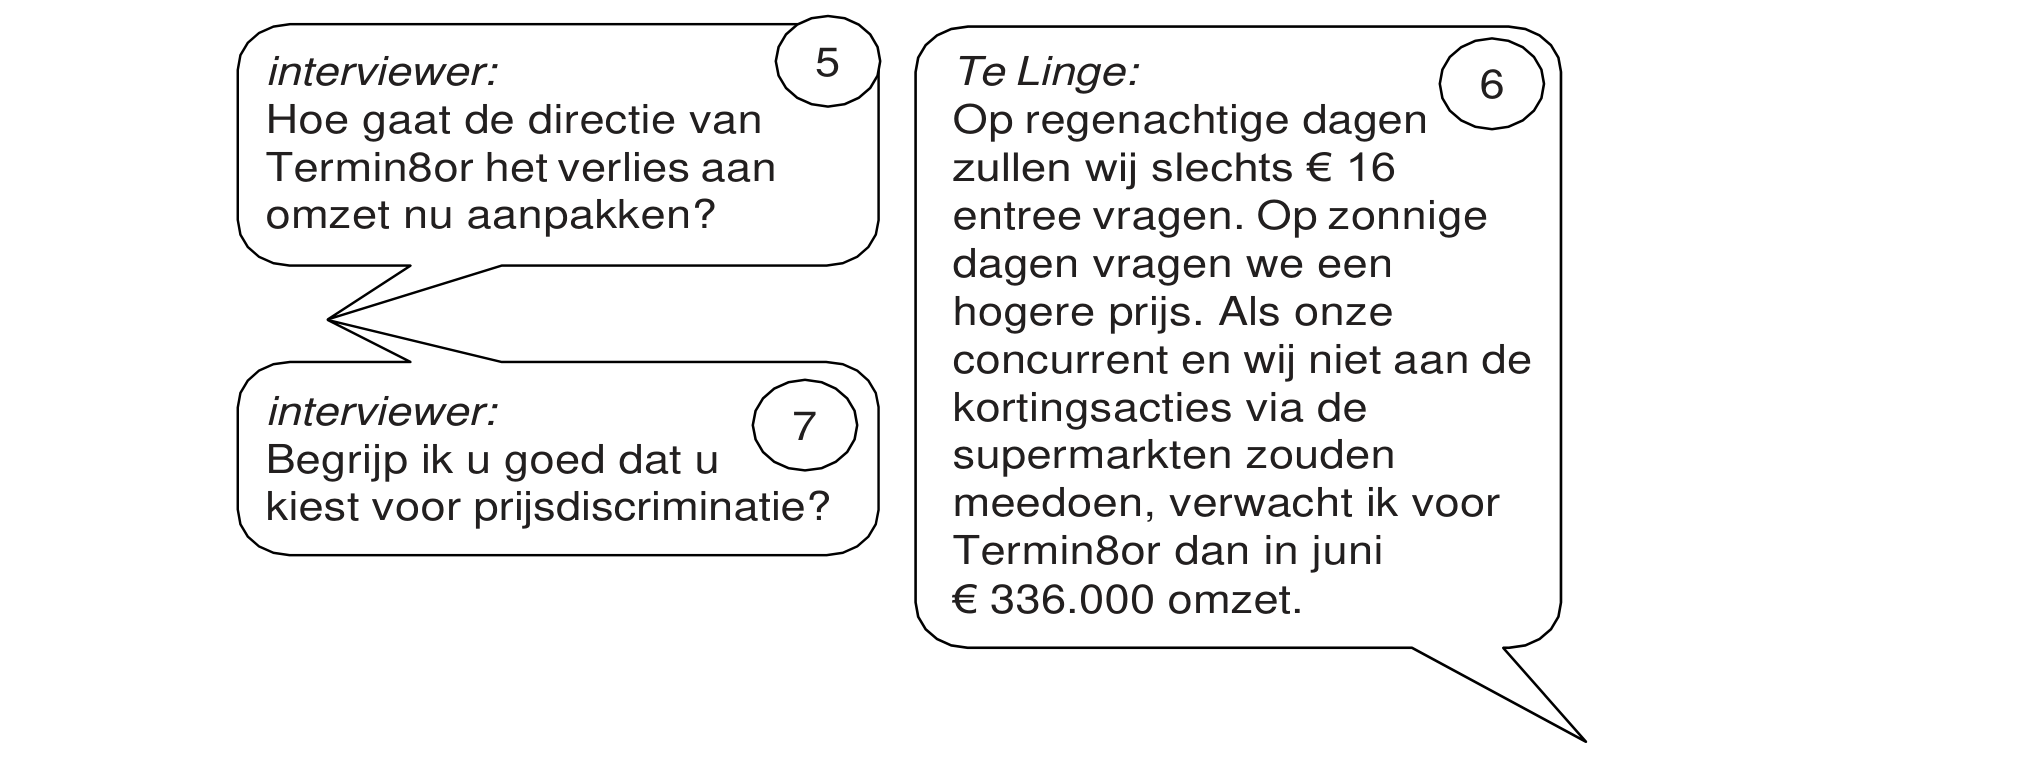 5
interviewer:
Hoe gaat de directie van
Termin8or het verlies aan
omzet nu aanpakken?
6
Te Linge:
Op regenachtige dagen
zullen wij slechts € 16
entree vragen. Op zonnige
dagen vragen we een
hogere prijs. Als onze
concurrent en wij niet aan de
kortingsacties via de
supermarkten zouden
meedoen, verwacht ik voor
Termin8or dan in juni
€ 336.000 omzet.
7
interviewer:
Begrijp ik u goed dat u
kiest voor prijsdiscriminatie?